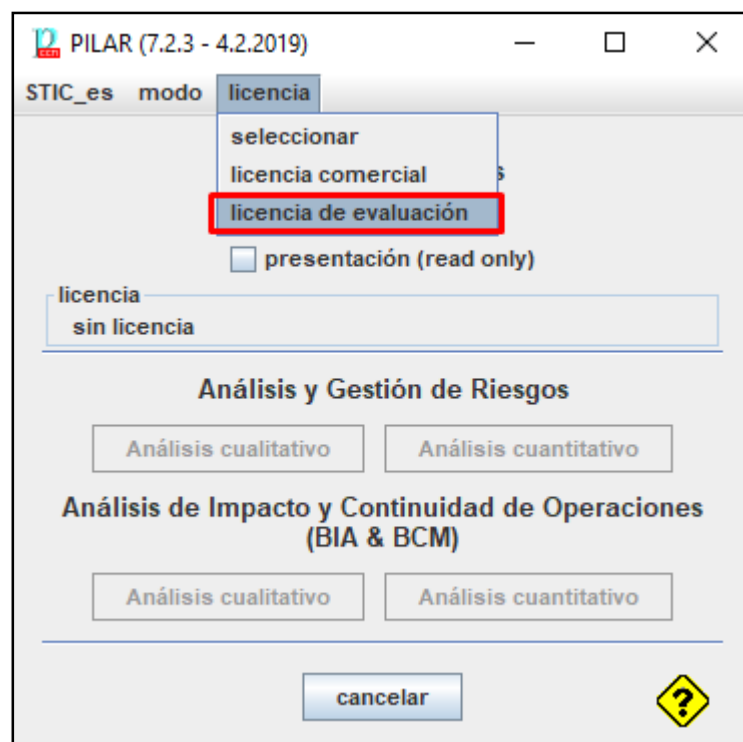 PILAR (7.2.3 - 4.2.2019)
STIC_es modo licencia
seleccionar
licencia comercial
licencia de evaluación
presentación (read only)
licencia
sin licencia
Análisis y Gestión de Riesgos
Análisis cualitativo Análisis cuantitativo
Análisis de Impacto y Continuidad de Operaciones
(BIA & BCM)
Análisis cualitativo Análisis cuantitativo
cancelar ?